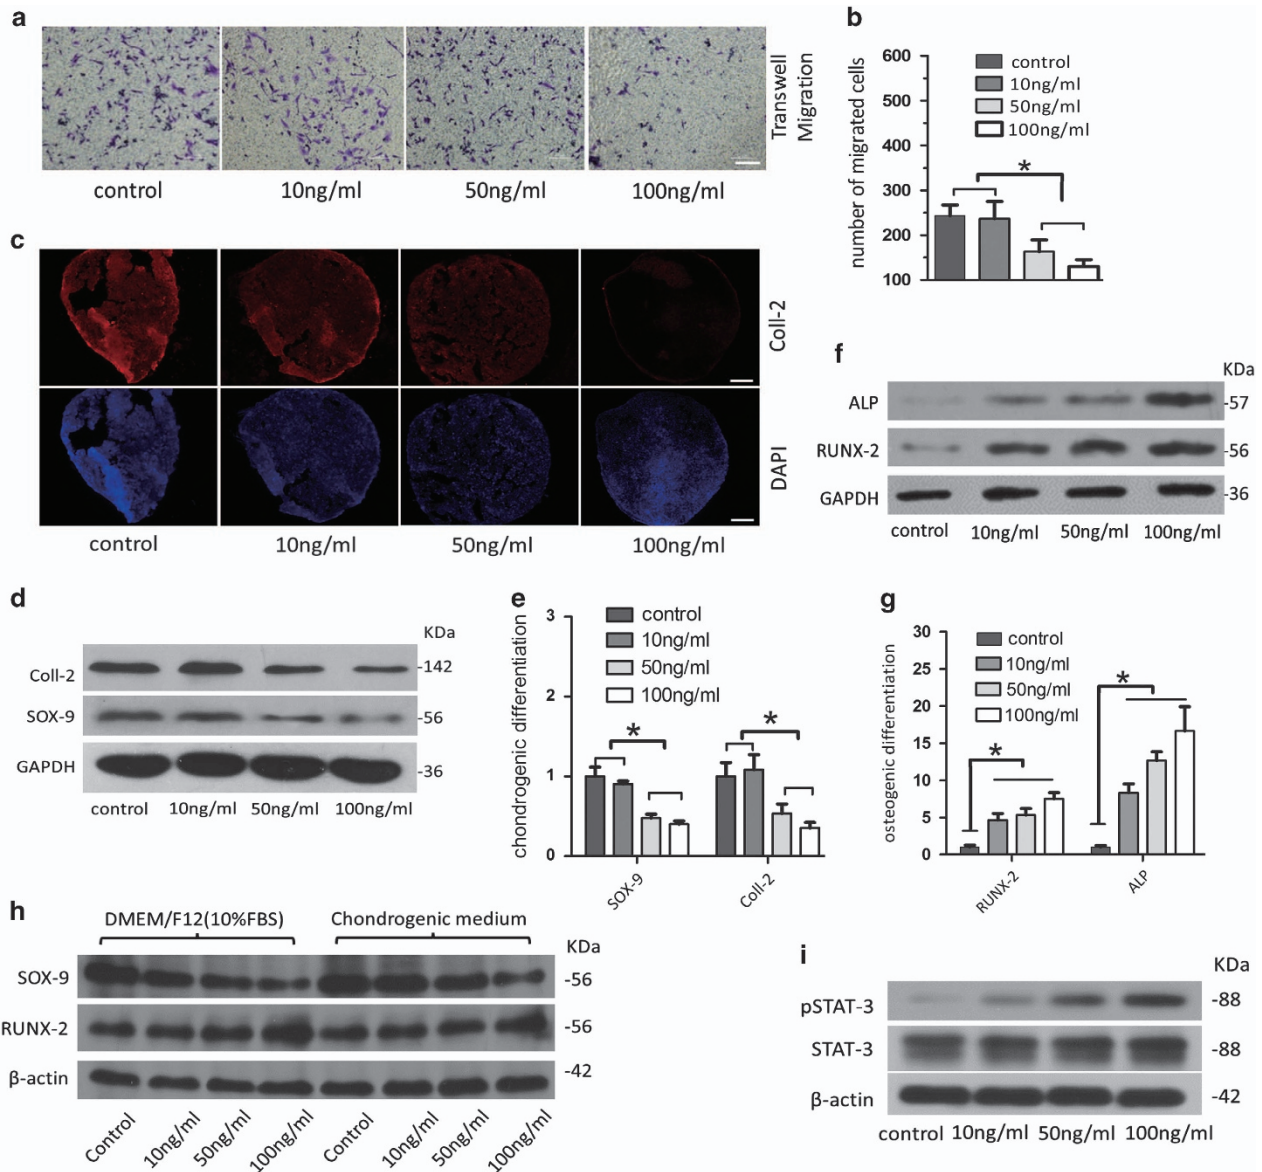 a
Transwell
Migration
control 10ng/ml 50ng/ml 100ng/ml
b
number of migrated cells
600
500
400
300
200
100
control
10ng/ml
50ng/ml
100ng/ml
*
c
Coll-2
DAPI
control 10ng/ml 50ng/ml 100ng/ml
d
KDa
Coll-2 -142
SOX-9 -56
GAPDH -36
control 10ng/ml 50ng/ml 100ng/ml
e
chondrogenic differentiation
3
2
1
0
control
10ng/ml
50ng/ml
100ng/ml
* *
SOX-9 Coll-2
f
KDa
ALP -57
RUNX-2 -56
GAPDH -36
control 10ng/ml 50ng/ml 100ng/ml
g
osteogenic differentiation
30
25
20
15
10
5
0
control
10ng/ml
50ng/ml
100ng/ml
* *
RUNX-2 ALP
h
DMEM/F12(10%FBS) Chondrogenic medium
KDa
SOX-9 -56
RUNX-2 -56
β-actin -42
Control 10ng/ml 50ng/ml 100ng/ml Control 10ng/ml 50ng/ml 100ng/ml
i
KDa
pSTAT-3 -88
STAT-3 -88
β-actin -42
control 10ng/ml 50ng/ml 100ng/ml